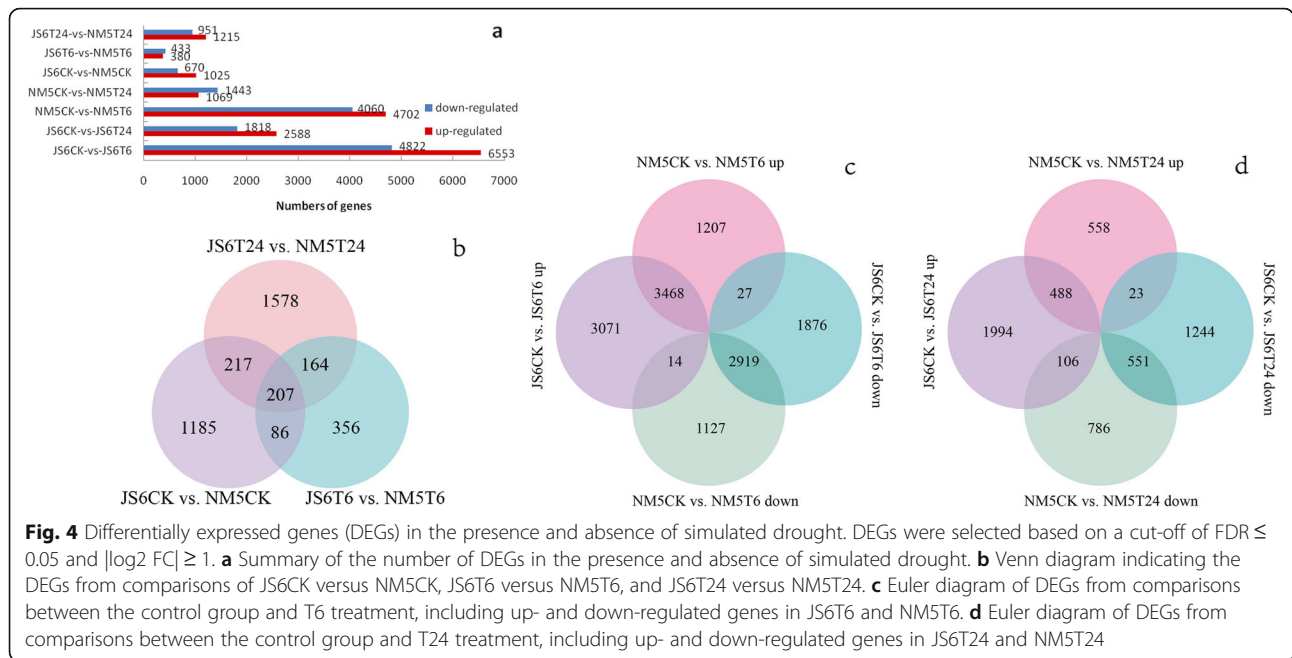 a
JS6T24-vs-NM5T24
951
1215
JS6T6-vs-NM5T6
433
380
JS6CK-vs-NM5CK
670
1025
NM5CK-vs-NM5T24
1443
1069
NM5CK-vs-NM5T6
4060
4702
JS6CK-vs-JS6T24
1818
2588
JS6CK-vs-JS6T6
4822
6553
down-regulated
up-regulated
0 1000 2000 3000 4000 5000 6000 7000
Numbers of genes
b
JS6T24 vs. NM5T24
1578
217
164
207
1185
86
356
JS6CK vs. NM5CK
JS6T6 vs. NM5T6
c
NM5CK vs. NM5T6 up
JS6CK vs. JS6T6 up
JS6CK vs. JS6T6 down
1207
3468
27
3071
1876
14
2919
1127
NM5CK vs. NM5T6 down
d
NM5CK vs. NM5T24 up
JS6CK vs. JS6T24 up
JS6CK vs. JS6T24 down
558
488
23
1994
1244
106
551
786
NM5CK vs. NM5T24 down
Fig. 4 Differentially expressed genes (DEGs) in the presence and absence of simulated drought. DEGs were selected based on a cut-off of FDR ≤
0.05 and |log2 FC| ≥ 1. a Summary of the number of DEGs in the presence and absence of simulated drought. b Venn diagram indicating the
DEGs from comparisons of JS6CK versus NM5CK, JS6T6 versus NM5T6, and JS6T24 versus NM5T24. c Euler diagram of DEGs from comparisons
between the control group and T6 treatment, including up- and down-regulated genes in JS6T6 and NM5T6. d Euler diagram of DEGs from
comparisons between the control group and T24 treatment, including up- and down-regulated genes in JS6T24 and NM5T24